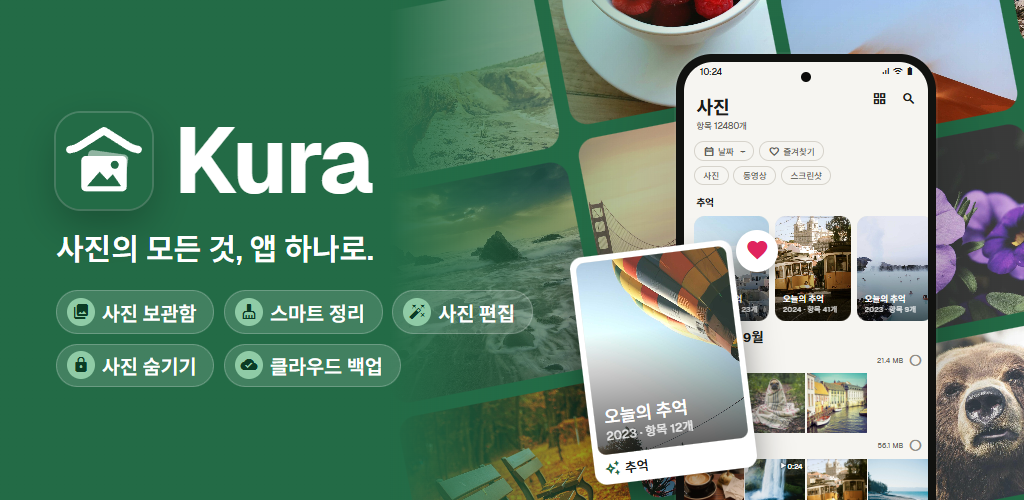 Kura
사진의 모든 것, 앱 하나로.
사진 보관함
스마트 정리
사진 편집
사진 숨기기
클라우드 백업
10:24
사진
항목 12480개
날짜
즐겨찾기
사진
동영상
스크린샷
추억
23개
오늘의 추억
2024 · 항목 41개
오늘의 추억
2023 · 항목 9개
9월
21.4 MB
56.1 MB
0:24
오늘의 추억
2023 · 항목 12개
추억